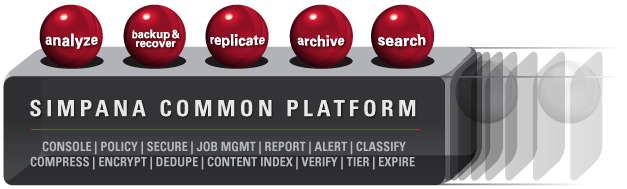 analyze
backup &
recover
replicate
archive
search
SIMPANA COMMON PLATFORM
CONSOLE | POLICY | SECURE | JOB MGMT | REPORT | ALERT | CLASSIFY
COMPRESS | ENCRYPT | DEDUPE | CONTENT INDEX | VERIFY | TIER | EXPIRE